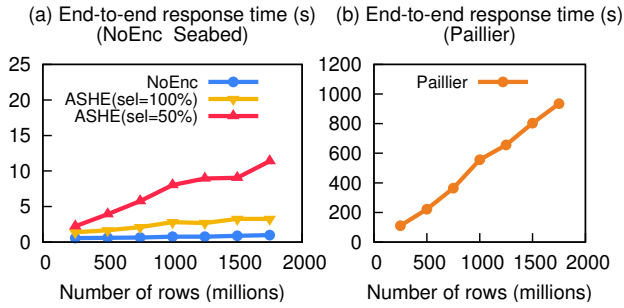 (a) End-to-end response time (s)
(NoEnc Seabed)
25
20
15
10
5
0
NoEnc
ASHE(sel=100%)
ASHE(sel=50%)
0 500 1000 1500 2000
Number of rows (millions)
(b) End-to-end response time (s)
(Paillier)
1200
1000
800
600
400
200
0
Paillier
0 500 1000 1500 2000
Number of rows (millions)